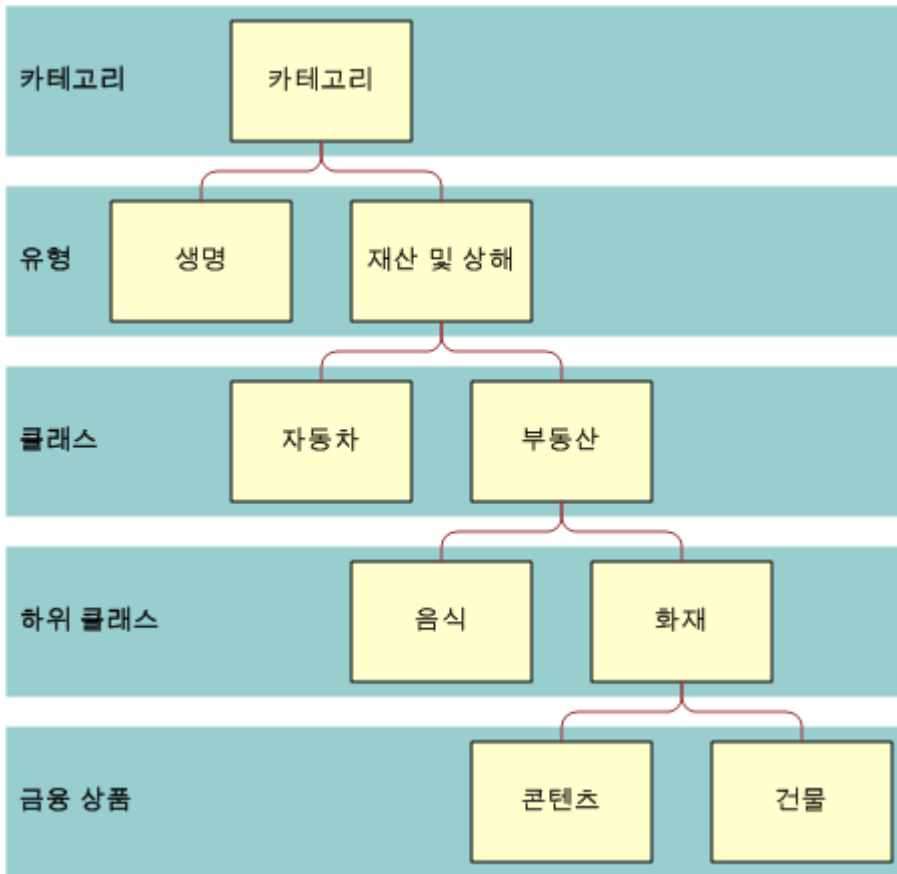 카테고리
카테고리
유형
생명
재산 및 상해
클래스
자동차
부동산
하위 클래스
음식
화재
금융 상품
콘텐츠
건물